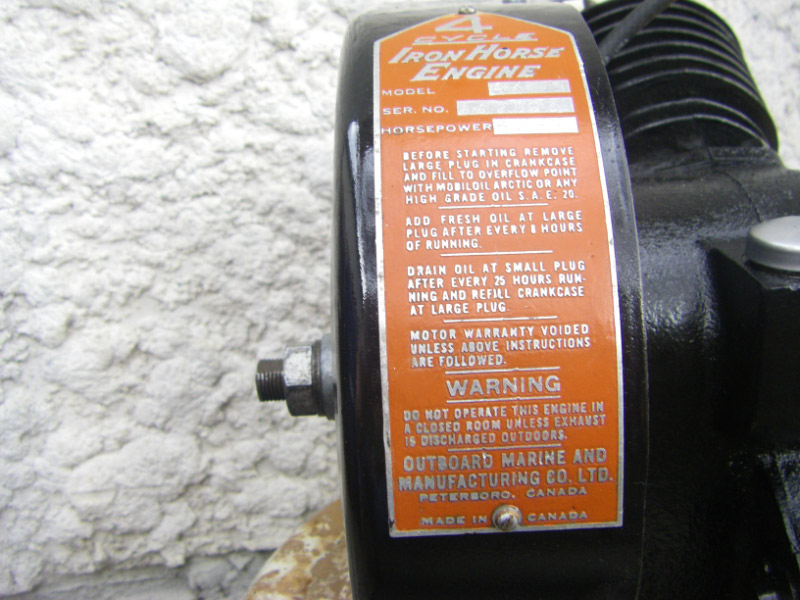 4
CYCLE
IRON HORSE
ENGINE
MODEL
SER. NO.
HORSEPOWER
BEFORE STARTING REMOVE
LARGE PLUG IN CRANKCASE
AND FILL TO OVERFLOW POINT
WITH MOBILOIL ARCTIC OR ANY
HIGH GRADE OIL S.A.E. 20.
ADD FRESH OIL AT LARGE
PLUG AFTER EVERY 8 HOURS
OF RUNNING.
DRAIN OIL AT SMALL PLUG
AFTER EVERY 25 HOURS RUN-
NING AND REFILL CRANKCASE
AT LARGE PLUG.
MOTOR WARRANTY VOIDED
UNLESS ABOVE INSTRUCTIONS
ARE FOLLOWED.
WARNING
DO NOT OPERATE THIS ENGINE IN
A CLOSED ROOM UNLESS EXHAUST
IS DISCHARGED OUTDOORS.
OUTBOARD MARINE AND
MANUFACTURING CO. LTD.
PETERBORO, CANADA
MADE IN CANADA